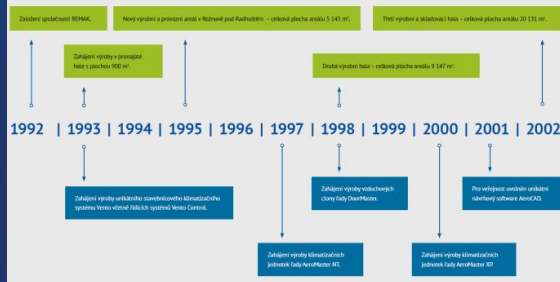 Založení společnosti REMAK.
Nový výrobní a provozní areál v Rožnově pod Radhoštěm – celková plocha areálu 5 145 m².
Třetí výrobní a skladovací hala – celková plocha areálu 20 131 m².
Zahájení výroby v pronajaté
hale s plochou 900 m².
Druhá výrobní hala – celková plocha areálu 9 147 m².
1992 | 1993 | 1994 | 1995 | 1996 | 1997 | 1998 | 1999 | 2000 | 2001 | 2002
Zahájení výroby unikátního stavebnicového klimatizačního
systému Vento včetně řídicích systémů Vento Control.
Zahájení výroby vzduchových
clony řady DoorMaster.
Pro veřejnost uvolněn unikátní
návrhový software AeroCAD.
Zahájení výroby klimatizačních
jednotek řady AeroMaster NT.
Zahájení výroby klimatizačních
jednotek řady AeroMaster XP.